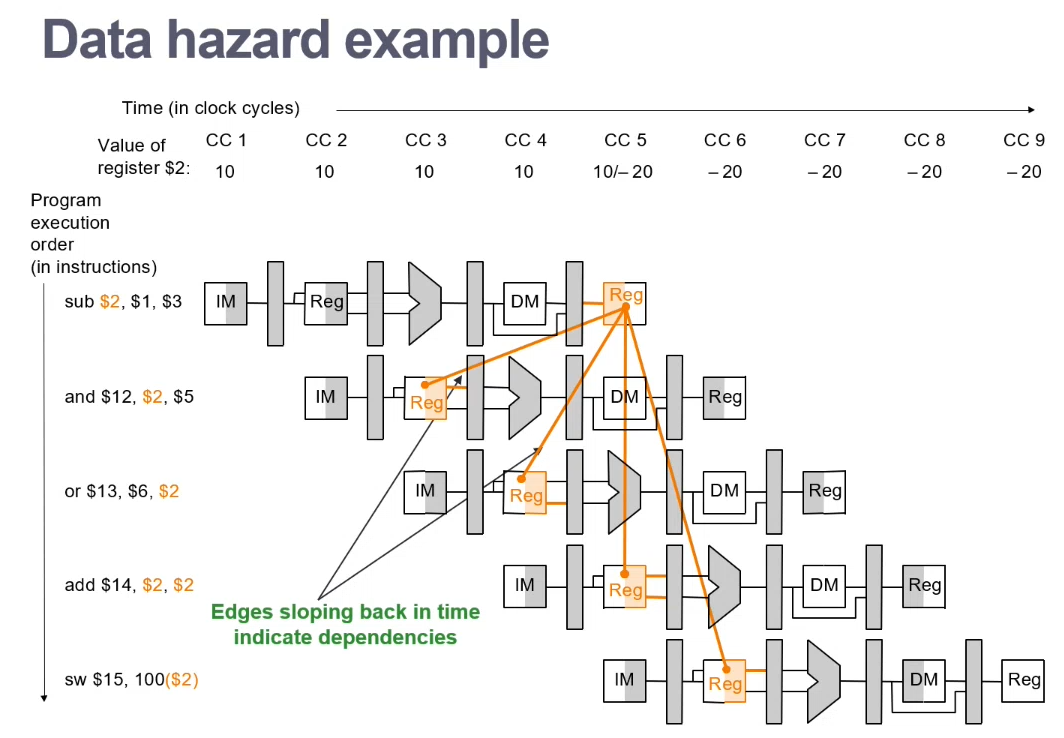 Data hazard example
Time (in clock cycles)
Value of
register $2:
CC 1 CC 2 CC 3 CC 4 CC 5 CC 6 CC 7 CC 8 CC 9
10 10 10 10 10/– 20 – 20 – 20 – 20 – 20
Program
execution
order
(in instructions)
sub $2, $1, $3
IM Reg DM Reg
and $12, $2, $5
IM Reg DM Reg
or $13, $6, $2
IM Reg DM Reg
add $14, $2, $2
IM Reg DM Reg
Edges sloping back in time
indicate dependencies
sw $15, 100($2)
IM Reg DM Reg